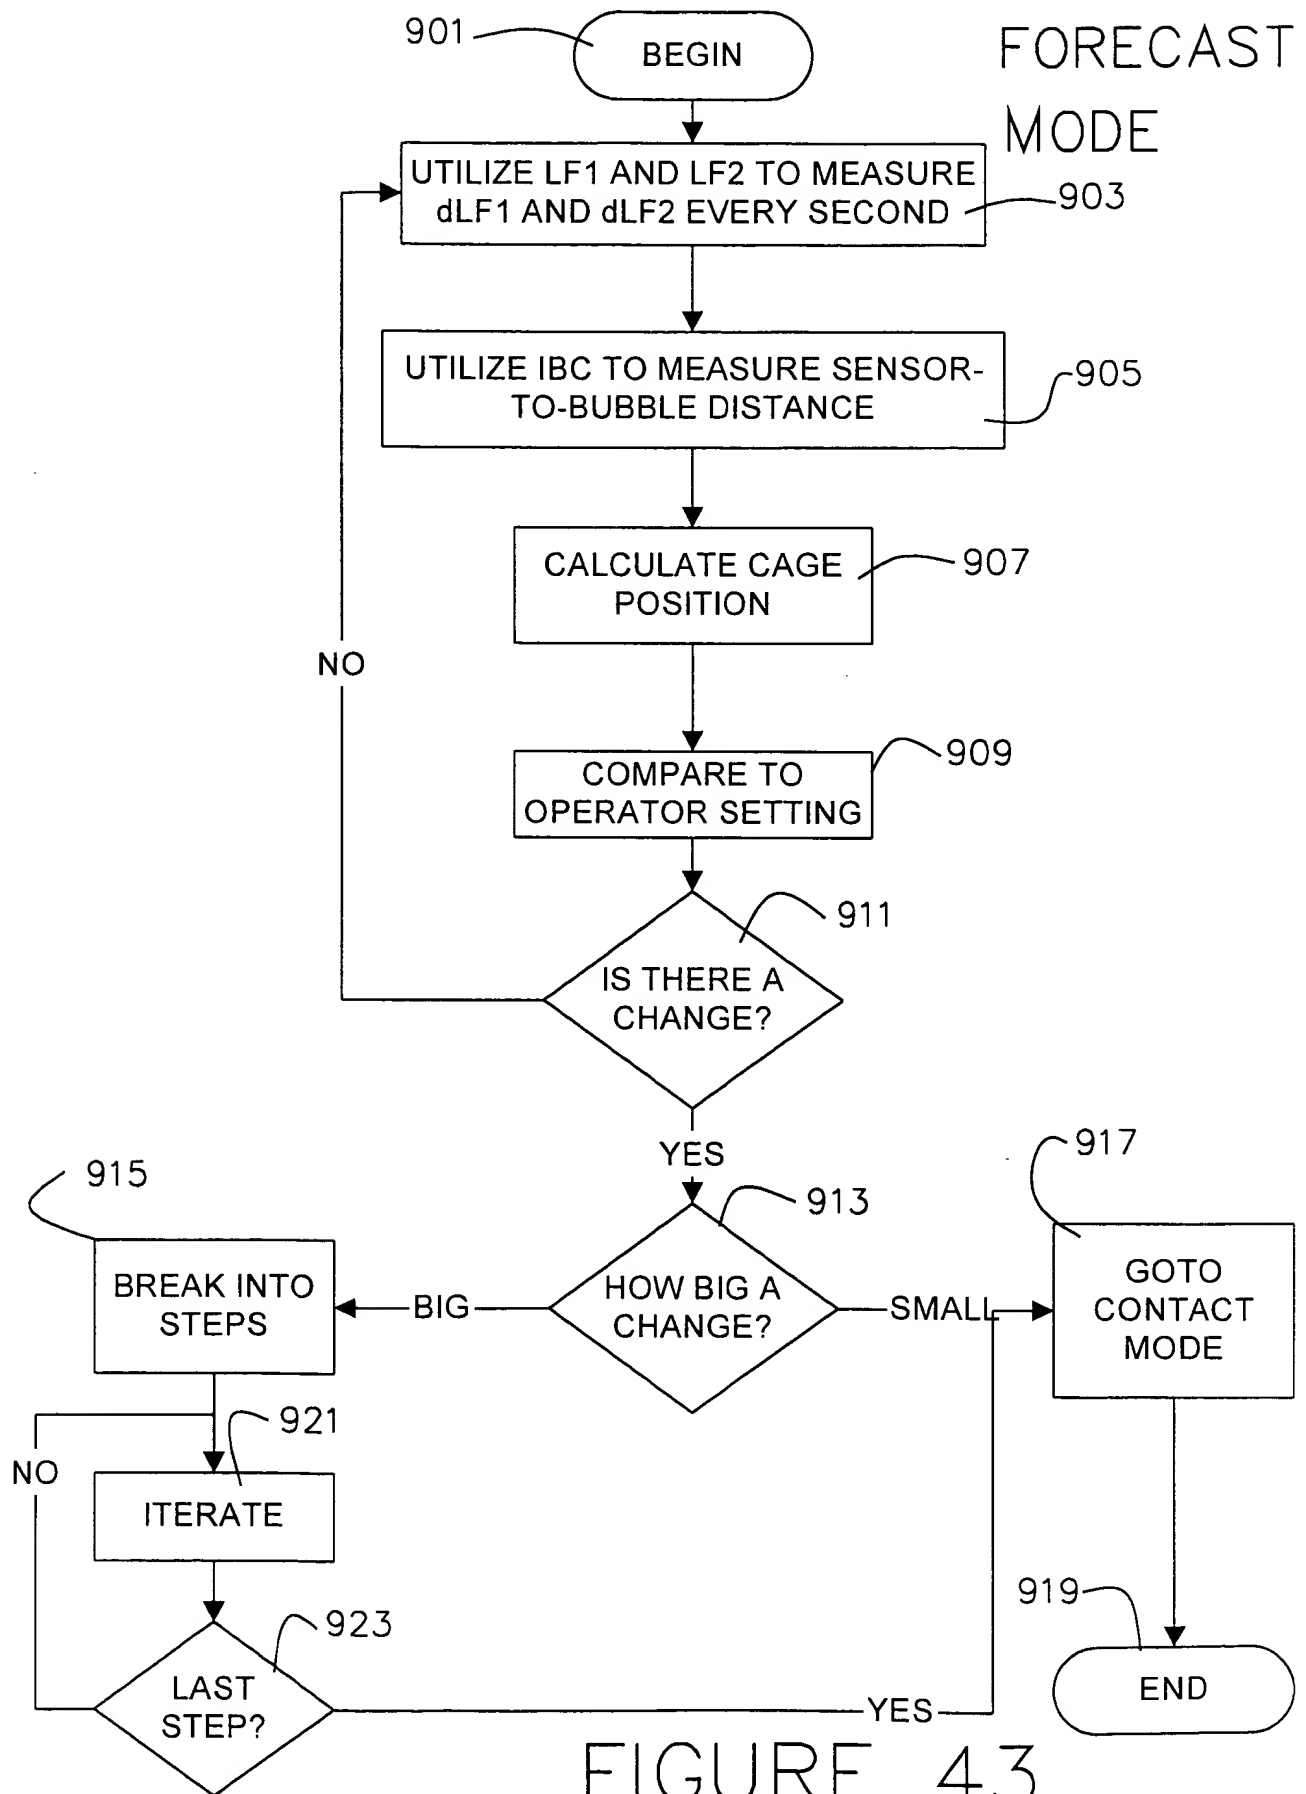 901
BEGIN
FORECAST
MODE
UTILIZE LF1 AND LF2 TO MEASURE
dLF1 AND dLF2 EVERY SECOND
903
UTILIZE IBC TO MEASURE SENSOR-
TO-BUBBLE DISTANCE
905
CALCULATE CAGE
POSITION
907
NO
COMPARE TO
OPERATOR SETTING
909
IS THERE A
CHANGE?
911
YES
HOW BIG A
CHANGE?
913
BIG
SMALL
915
BREAK INTO
STEPS
917
GOTO
CONTACT
MODE
921
ITERATE
NO
LAST
STEP?
923
YES
919
END
FIGURE 43